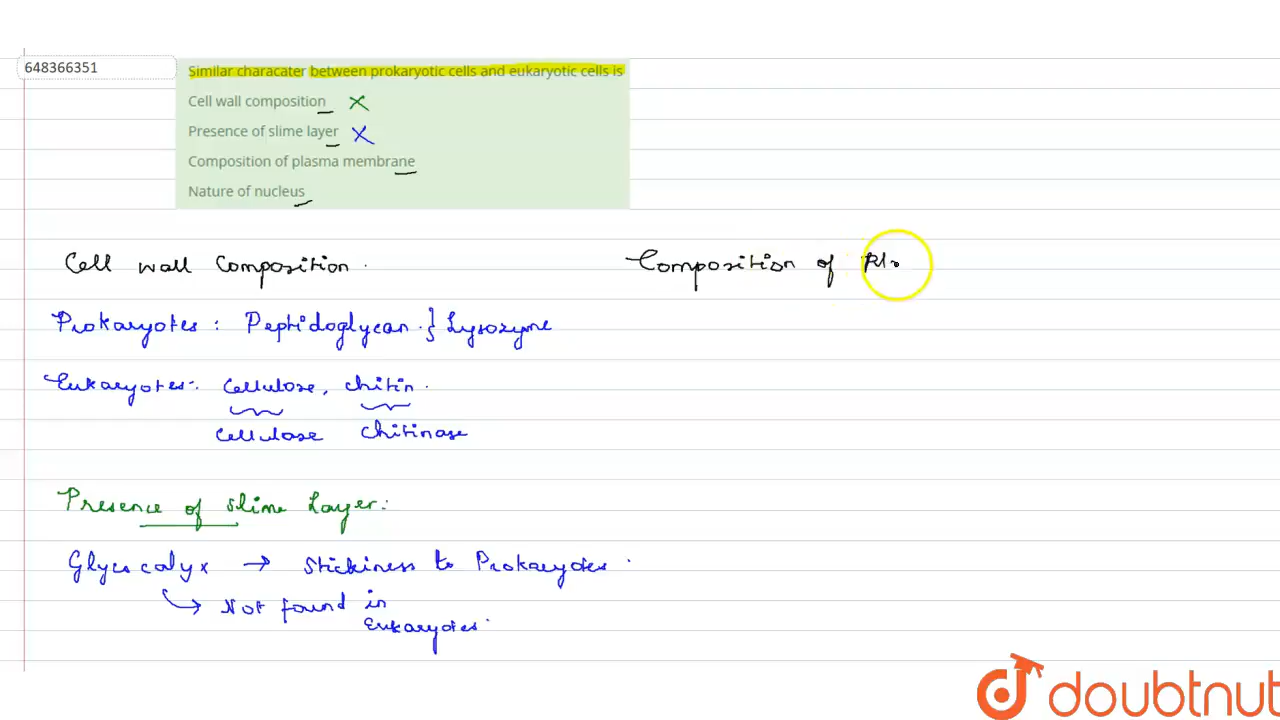 648366351
Similar characater between prokaryotic cells and eukaryotic cells is
Cell wall composition
Presence of slime layer
Composition of plasma membrane
Nature of nucleus
Cell wall Composition.
Composition of Pla
Prokaryotes: Peptidoglycan.} Lysozyme
Eukaryotes:- Cellulose, Chitin.
Cellulase Chitinase
Presence of Slime Layer:
Glycocalyx → Stickiness to Prokaryotes.
↳ Not found in
Eukaryotes.
doubtnut